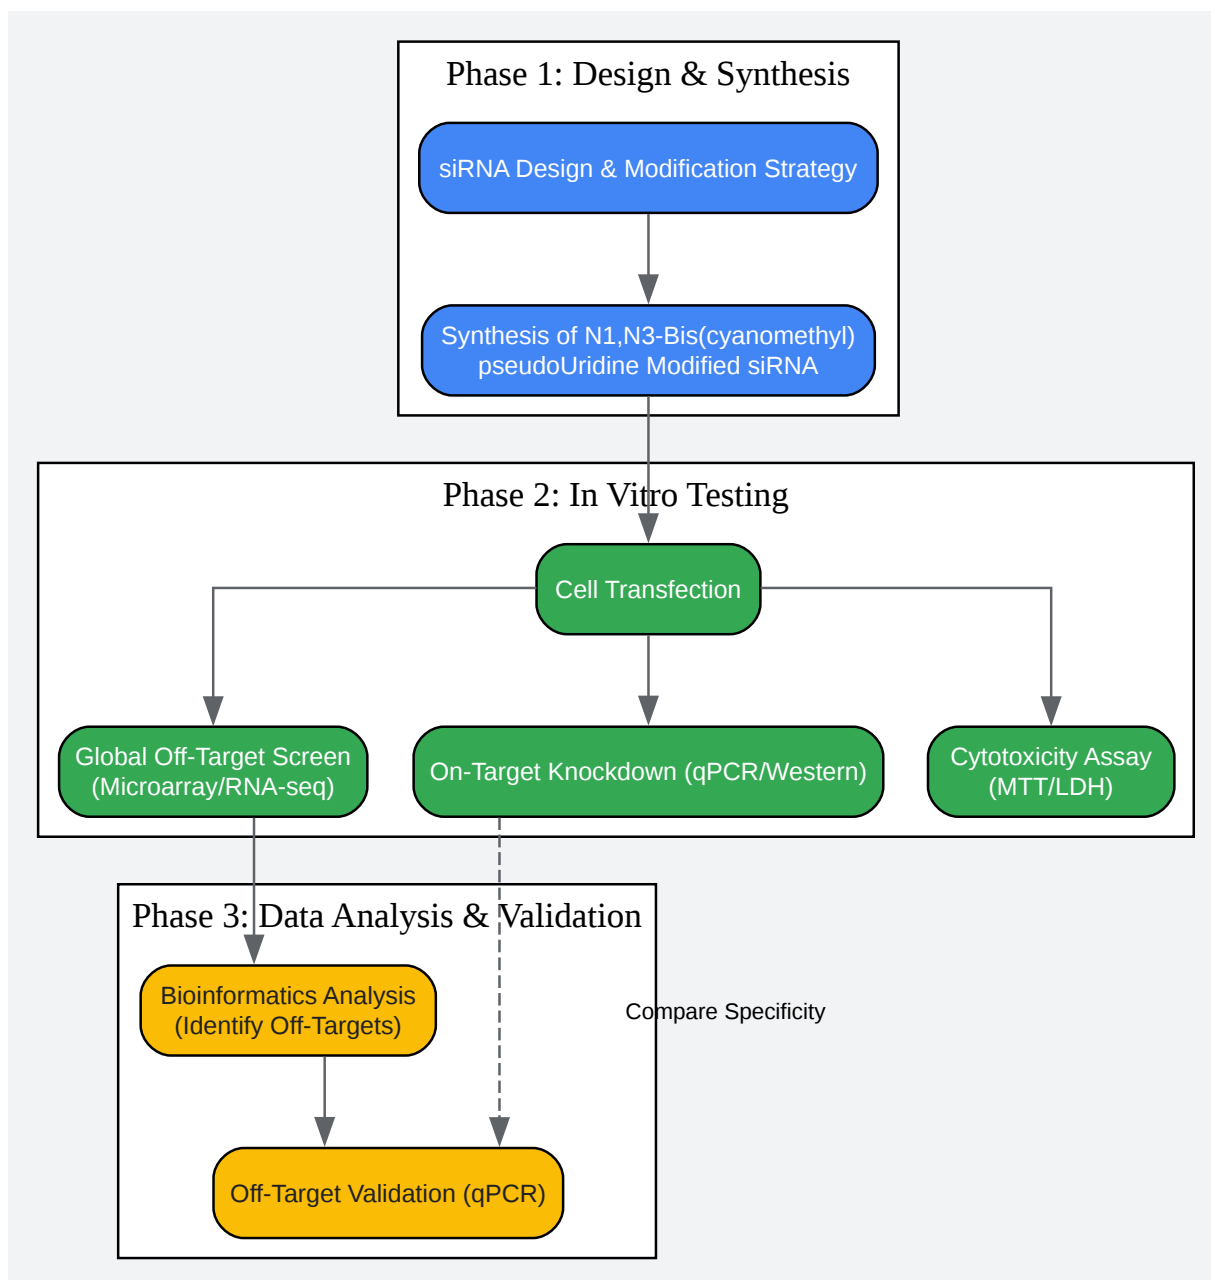 Phase 1: Design & Synthesis
siRNA Design & Modification Strategy
Synthesis of N1,N3-Bis(cyanomethyl)
pseudoUridine Modified siRNA
Phase 2: In Vitro Testing
Cell Transfection
Global Off-Target Screen
(Microarray/RNA-seq)
On-Target Knockdown (qPCR/Western)
Cytotoxicity Assay
(MTT/LDH)
Phase 3: Data Analysis & Validation
Bioinformatics Analysis
(Identify Off-Targets)
Compare Specificity
Off-Target Validation (qPCR)